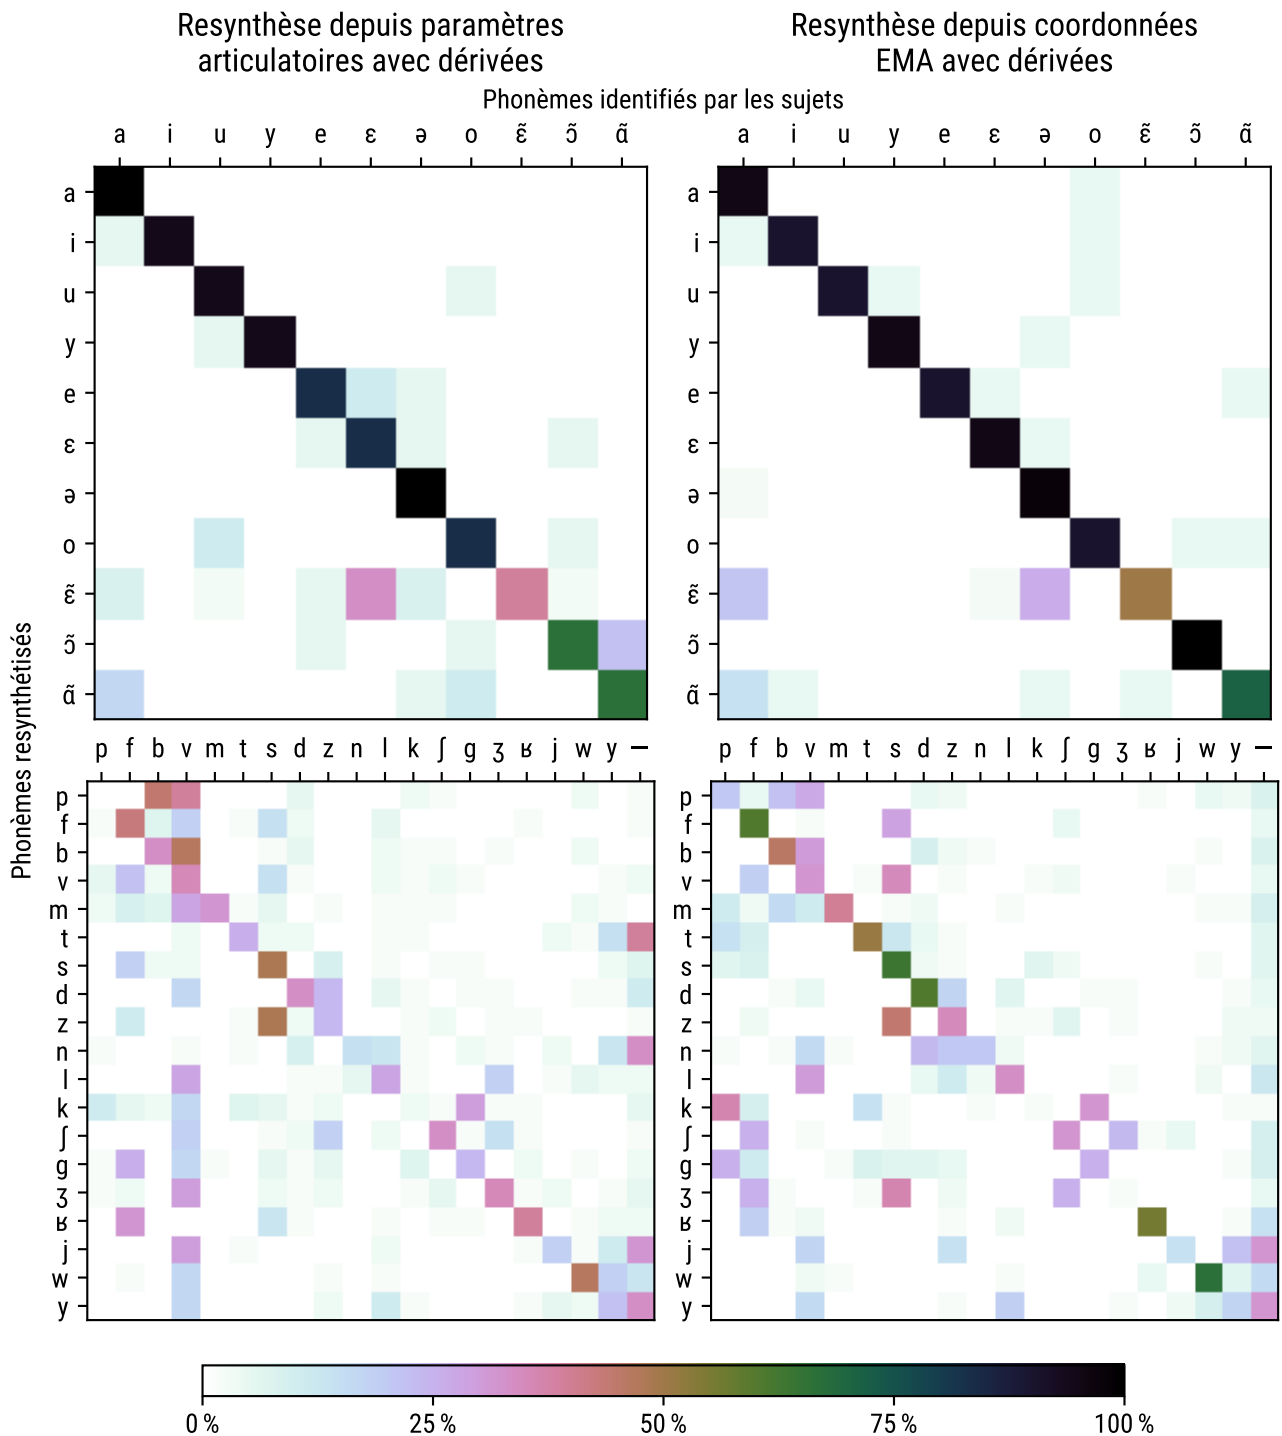 Resynthèse depuis paramètres
articulatoires avec dérivées
Resynthèse depuis coordonnées
EMA avec dérivées
Phonèmes identifiés par les sujets
a i u y e ɛ ə o ɛ̃ ɔ̃ ɑ̃
a i u y e ɛ ə o ɛ̃ ɔ̃ ɑ̃
Phonèmes resynthétisés
a
i
u
y
e
ɛ
ə
o
ɛ̃
ɔ̃
ɑ̃
a
i
u
y
e
ɛ
ə
o
ɛ̃
ɔ̃
ɑ̃
p f b v m t s d z n l k ʃ g ʒ ʁ j w y –
p f b v m t s d z n l k ʃ g ʒ ʁ j w y –
p
f
b
v
m
t
s
d
z
n
l
k
ʃ
g
ʒ
ʁ
j
w
y
p
f
b
v
m
t
s
d
z
n
l
k
ʃ
g
ʒ
ʁ
j
w
y
0 % 25 % 50 % 75 % 100 %